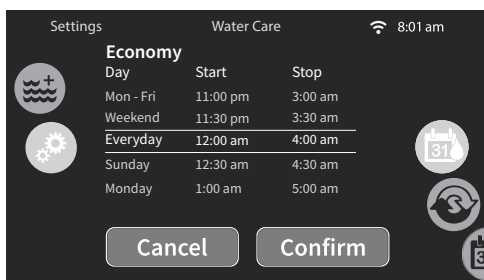 Settings Water Care 8:01 am
Economy
Day Start Stop
Mon - Fri 11:00 pm 3:00 am
Weekend 11:30 pm 3:30 am
Everyday 12:00 am 4:00 am
Sunday 12:30 am 4:30 am
Monday 1:00 am 5:00 am
31
S
3
Cancel Confirm